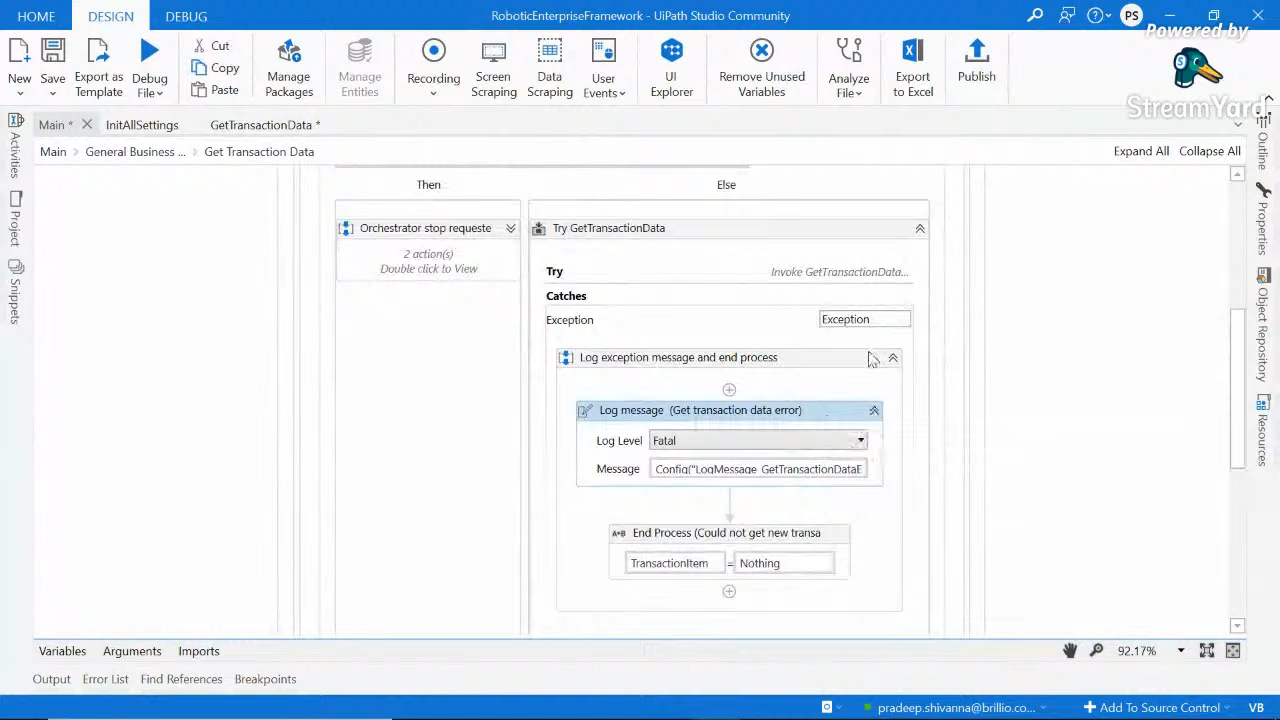 HOME
DESIGN
DEBUG
RoboticEnterpriseFramework - UiPath Studio Community
PS
Powered by
StreamYard
New
Save
Export as Template
Debug File
Cut
Copy
Paste
Manage Packages
Manage Entities
Recording
Screen Scraping
Data Scraping
User Events
UI Explorer
Remove Unused Variables
Analyze File
Export to Excel
Publish
Main *
InitAllSettings
GetTransactionData *
Main
General Business ...
Get Transaction Data
Expand All
Collapse All
Activities
Project
Snippets
Outline
Properties
Object Repository
Resources
Then
Else
Orchestrator stop requeste
2 action(s)
Double click to View
Try GetTransactionData
Try
Invoke GetTransactionData...
Catches
Exception
Exception
Log exception message and end process
Log message (Get transaction data error)
Log Level
Fatal
Message
Config("LogMessage_GetTransactionDataE
End Process (Could not get new transa
A+B
TransactionItem
=
Nothing
Variables
Arguments
Imports
92.17%
Output
Error List
Find References
Breakpoints
pradeep.shivanna@brillio.co...
Add To Source Control
VB